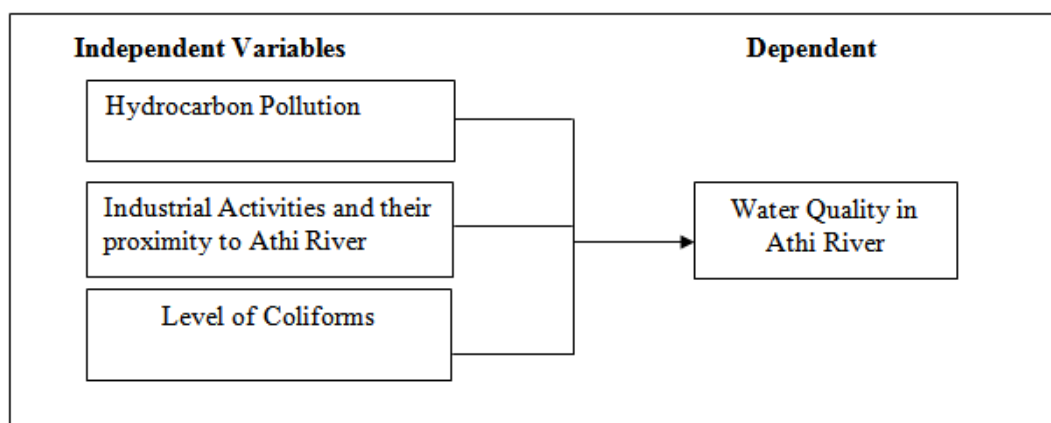 Independent Variables
Dependent
Hydrocarbon Pollution
Industrial Activities and their
proximity to Athi River
Level of Coliforms
Water Quality in
Athi River